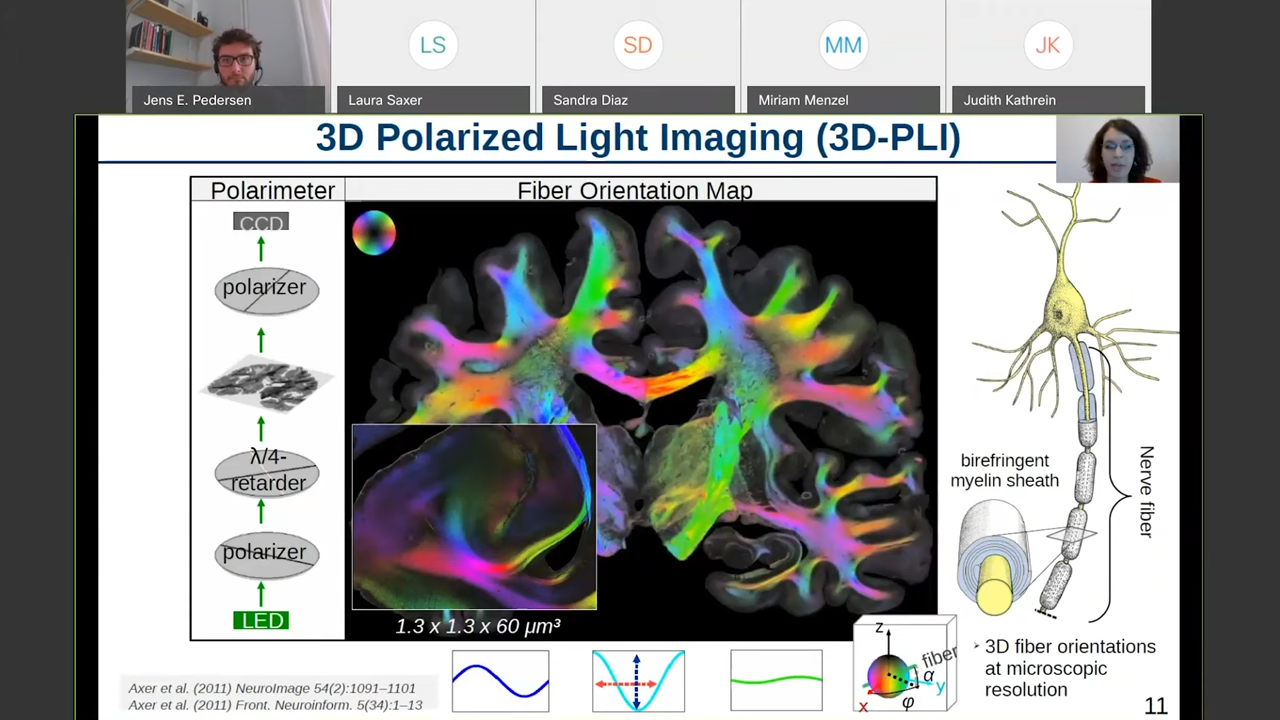 LS
SD
MM
JK
Jens E. Pedersen
Laura Saxer
Sandra Diaz
Miriam Menzel
Judith Kathrein
3D Polarized Light Imaging (3D-PLI)
Polarimeter
Fiber Orientation Map
CCD
polarizer
λ/4-
retarder
polarizer
LED
1.3 x 1.3 x 60 µm³
birefringent
myelin sheath
Nerve fiber
z
fiber
α
y
x
φ
3D fiber orientations
at microscopic
resolution
Axer et al. (2011) NeuroImage 54(2):1091–1101
Axer et al. (2011) Front. Neuroinform. 5(34):1–13
11